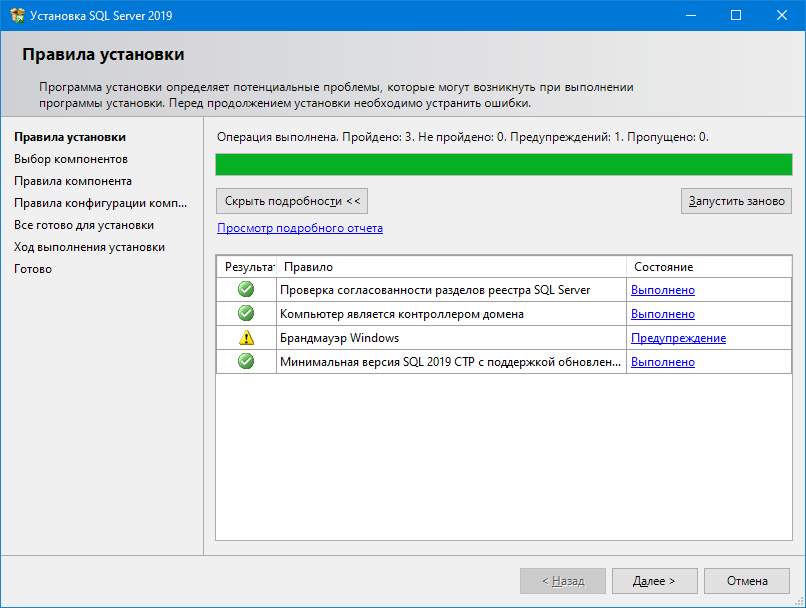 Установка SQL Server 2019
Правила установки
Программа установки определяет потенциальные проблемы, которые могут возникнуть при выполнении
программы установки. Перед продолжением установки необходимо устранить ошибки.
Правила установки
Выбор компонентов
Правила компонента
Правила конфигурации комп...
Все готово для установки
Ход выполнения установки
Готово
Операция выполнена. Пройдено: 3. Не пройдено: 0. Предупреждений: 1. Пропущено: 0.
Скрыть подробности << Запустить заново
Просмотр подробного отчета
Результат Правило Состояние
Проверка согласованности разделов реестра SQL Server Выполнено
Компьютер является контроллером домена Выполнено
Брандмауэр Windows Предупреждение
Минимальная версия SQL 2019 CTP с поддержкой обновлен... Выполнено
< Назад Далее > Отмена